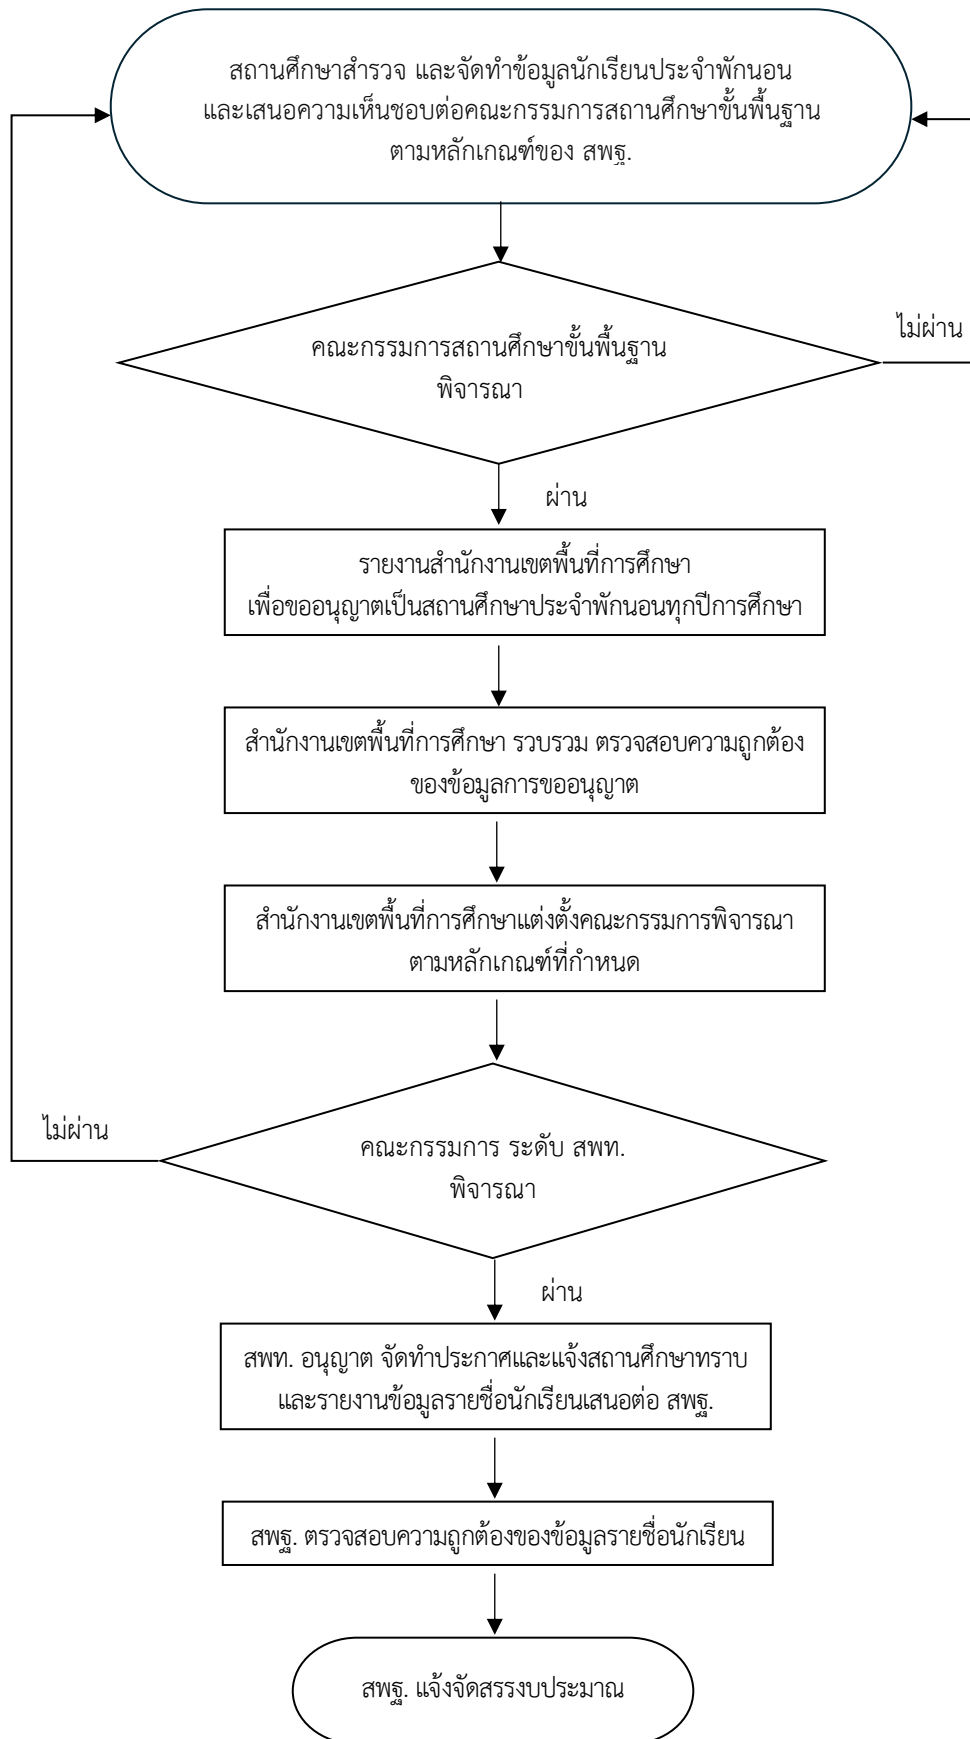 สถานศึกษาสำรวจ และจัดทำข้อมูลนักเรียนประจำพักนอน
และเสนอความเห็นชอบต่อคณะกรรมการสถานศึกษาขั้นพื้นฐาน
ตามหลักเกณฑ์ของ สพฐ.
คณะกรรมการสถานศึกษาขั้นพื้นฐาน
พิจารณา
ไม่ผ่าน
ผ่าน
รายงานสำนักงานเขตพื้นที่การศึกษา
เพื่อขออนุญาตเป็นสถานศึกษาประจำพักนอนทุกปีการศึกษา
สำนักงานเขตพื้นที่การศึกษา รวบรวม ตรวจสอบความถูกต้อง
ของข้อมูลการขออนุญาต
สำนักงานเขตพื้นที่การศึกษาแต่งตั้งคณะกรรมการพิจารณา
ตามหลักเกณฑ์ที่กำหนด
ไม่ผ่าน
คณะกรรมการ ระดับ สพท.
พิจารณา
ผ่าน
สพท. อนุญาต จัดทำประกาศและแจ้งสถานศึกษาทราบ
และรายงานข้อมูลรายชื่อนักเรียนเสนอต่อ สพฐ.
สพฐ. ตรวจสอบความถูกต้องของข้อมูลรายชื่อนักเรียน
สพฐ. แจ้งจัดสรรงบประมาณ